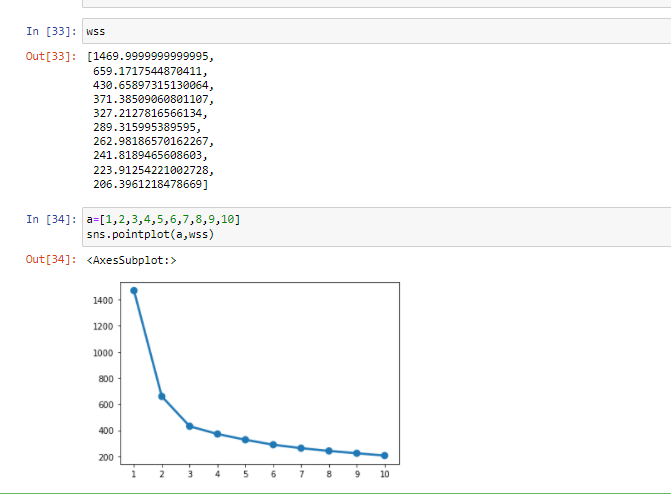 In [33]: wss
Out[33]: [1469.9999999999995,
659.1717544870411,
430.65897315130064,
371.38509060801107,
327.2127816566134,
289.315995389595,
262.98186570162267,
241.8189465608603,
223.91254221002728,
206.3961218478669]
In [34]: a=[1,2,3,4,5,6,7,8,9,10]
sns.pointplot(a,wss)
Out[34]: <AxesSubplot:>
1400
1200
1000
800
600
400
200
1 2 3 4 5 6 7 8 9 10